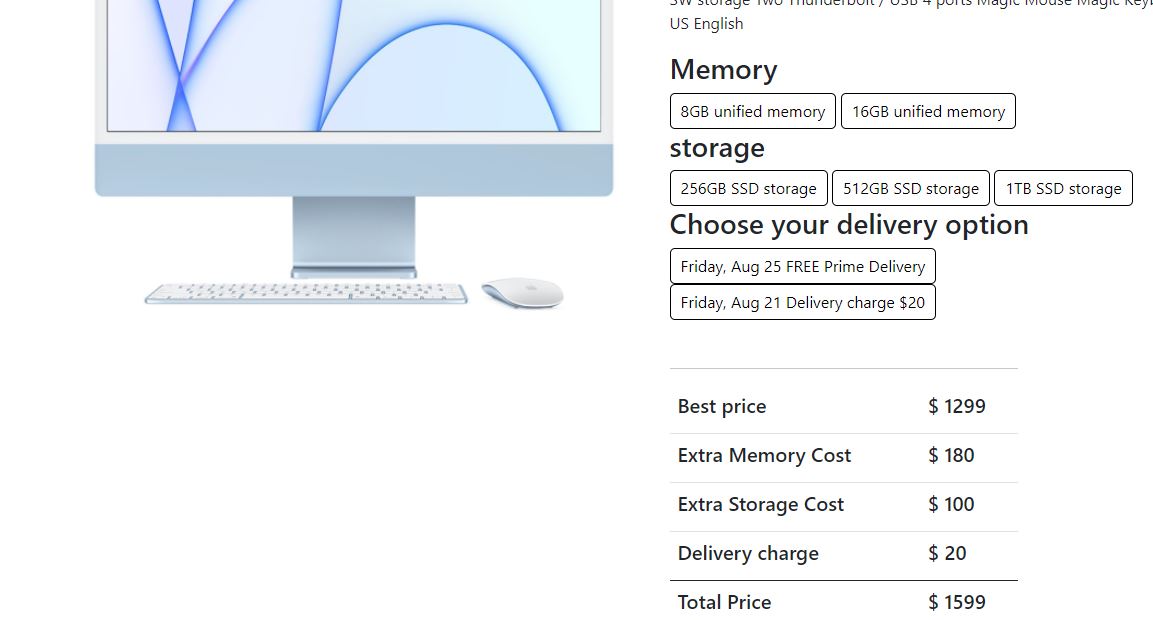 SW storage Two Thunderbolt / USB 4 ports Magic Mouse Magic
US English
Memory
8GB unified memory 16GB unified memory
storage
256GB SSD storage 512GB SSD storage 1TB SSD storage
Choose your delivery option
Friday, Aug 25 FREE Prime Delivery
Friday, Aug 21 Delivery charge $20
Best price $ 1299
Extra Memory Cost $ 180
Extra Storage Cost $ 100
Delivery charge $ 20
Total Price $ 1599